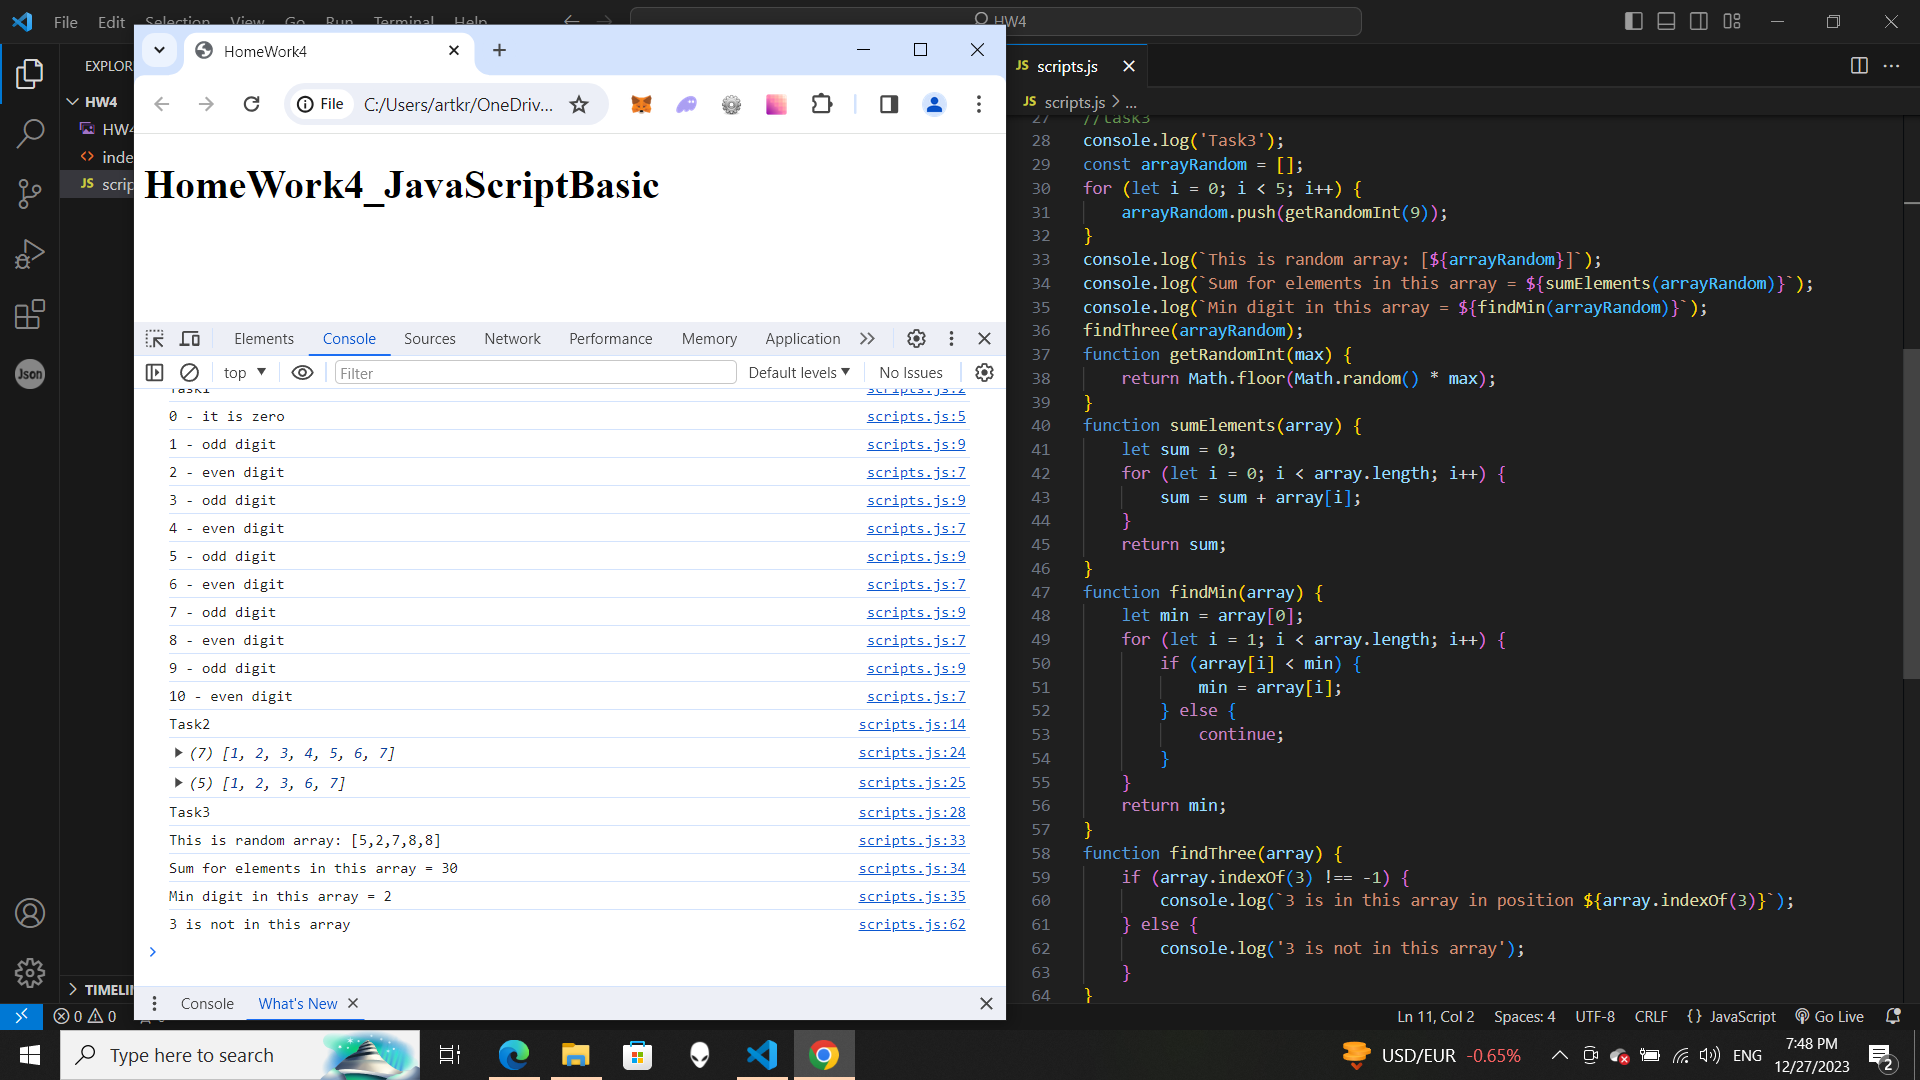 File Edit Selection View Go Run Terminal Help
HW4
EXPLOR
HW4
HW4
inde
scrip
TIMELIN
HomeWork4
File C:/Users/artkr/OneDriv...
HomeWork4_JavaScriptBasic
Elements Console Sources Network Performance Memory Application
top Filter Default levels No Issues
Task1 scripts.js:2
0 - it is zero scripts.js:5
1 - odd digit scripts.js:9
2 - even digit scripts.js:7
3 - odd digit scripts.js:9
4 - even digit scripts.js:7
5 - odd digit scripts.js:9
6 - even digit scripts.js:7
7 - odd digit scripts.js:9
8 - even digit scripts.js:7
9 - odd digit scripts.js:9
10 - even digit scripts.js:7
Task2 scripts.js:14
(7) [1, 2, 3, 4, 5, 6, 7] scripts.js:24
(5) [1, 2, 3, 6, 7] scripts.js:25
Task3 scripts.js:28
This is random array: [5,2,7,8,8] scripts.js:33
Sum for elements in this array = 30 scripts.js:34
Min digit in this array = 2 scripts.js:35
3 is not in this array scripts.js:62
Console What's New
JS scripts.js
JS scripts.js > ...
27 //task3
28 console.log('Task3');
29 const arrayRandom = [];
30 for (let i = 0; i < 5; i++) {
31 arrayRandom.push(getRandomInt(9));
32 }
33 console.log(`This is random array: [${arrayRandom}]`);
34 console.log(`Sum for elements in this array = ${sumElements(arrayRandom)}`);
35 console.log(`Min digit in this array = ${findMin(arrayRandom)}`);
36 findThree(arrayRandom);
37 function getRandomInt(max) {
38 return Math.floor(Math.random() * max);
39 }
40 function sumElements(array) {
41 let sum = 0;
42 for (let i = 0; i < array.length; i++) {
43 sum = sum + array[i];
44 }
45 return sum;
46 }
47 function findMin(array) {
48 let min = array[0];
49 for (let i = 1; i < array.length; i++) {
50 if (array[i] < min) {
51 min = array[i];
52 } else {
53 continue;
54 }
55 }
56 return min;
57 }
58 function findThree(array) {
59 if (array.indexOf(3) !== -1) {
60 console.log(`3 is in this array in position ${array.indexOf(3)}`);
61 } else {
62 console.log('3 is not in this array');
63 }
64 }
0 0 Ln 11, Col 2 Spaces: 4 UTF-8 CRLF {} JavaScript Go Live
Json
Type here to search
USD/EUR -0.65% ENG
7:48 PM
12/27/2023
2